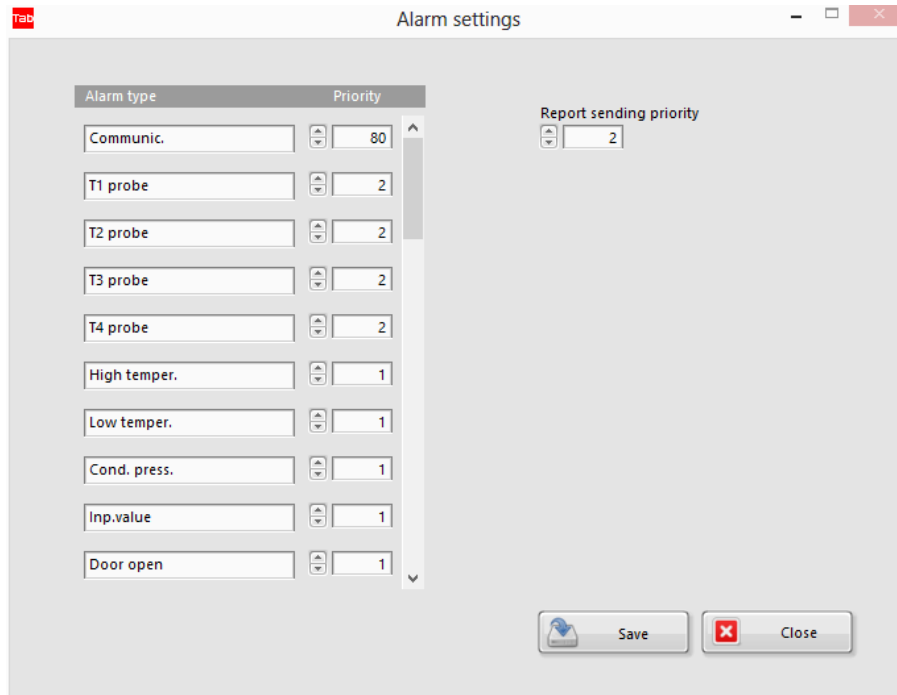 Tab
Alarm settings
Alarm type Priority
Communic. 80
T1 probe 2
T2 probe 2
T3 probe 2
T4 probe 2
High temper. 1
Low temper. 1
Cond. press. 1
Inp.value 1
Door open 1
Report sending priority
2
Save Close